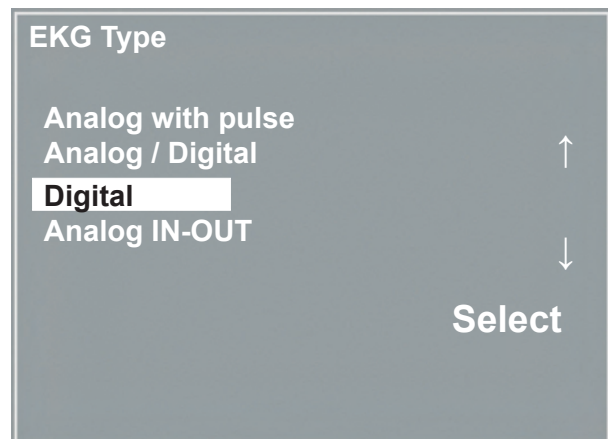 EKG Type
Analog with pulse
Analog / Digital
↑
Digital
Analog IN-OUT
↓
Select